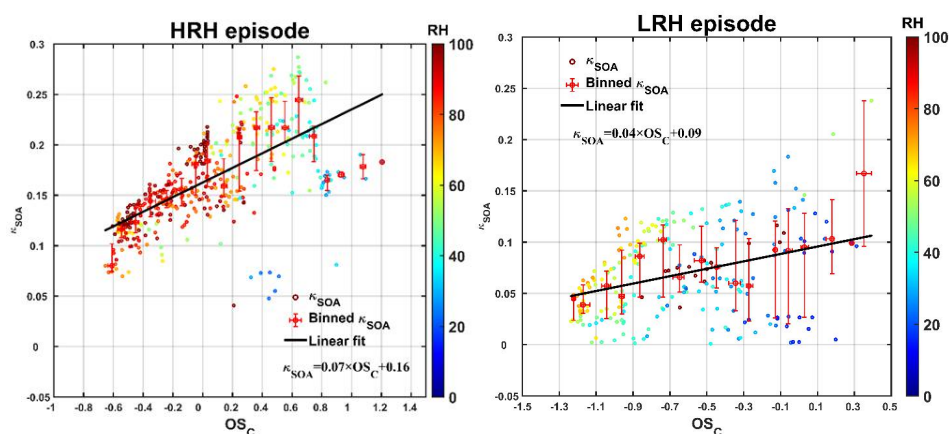 HRH episode
RH
0.3
0.25
0.2
0.15
0.1
0.05
0
-0.05
κSOA
-1 -0.8 -0.6 -0.4 -0.2 0 0.2 0.4 0.6 0.8 1 1.2 1.4
OSC
κSOA
Binned κSOA
Linear fit
κSOA=0.07×OSC+0.16
100
80
60
40
20
0
LRH episode
RH
0.3
0.25
0.2
0.15
0.1
0.05
0
-0.05
κSOA
-1.5 -1.3 -1.1 -0.9 -0.7 -0.5 -0.3 -0.1 0.1 0.3 0.5
OSC
κSOA
Binned κSOA
Linear fit
κSOA=0.04×OSC+0.09
100
80
60
40
20
0